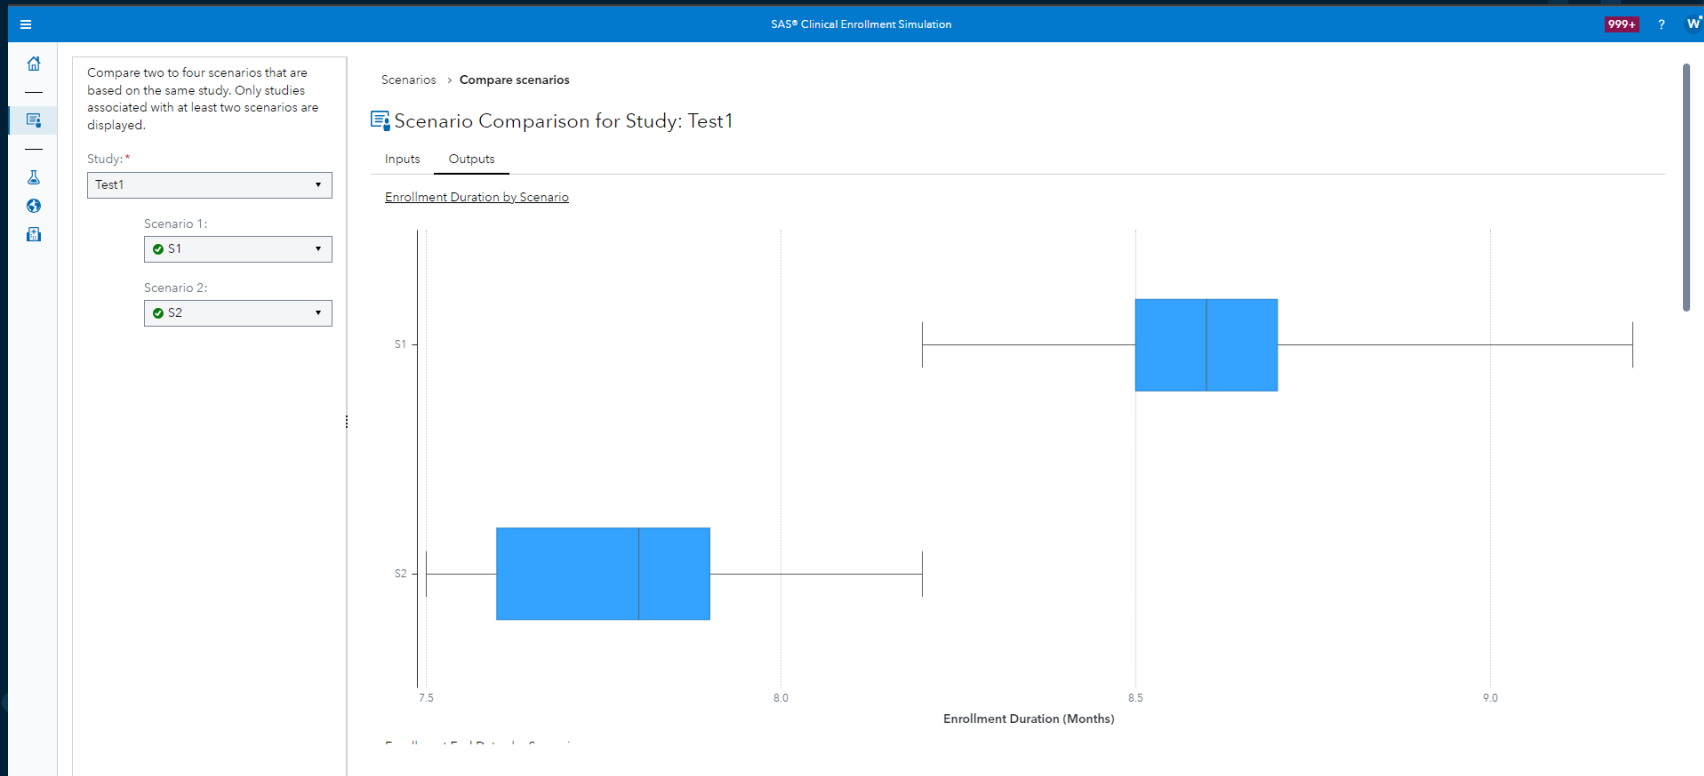 SAS® Clinical Enrollment Simulation
999+
?
W
Compare two to four scenarios that are
based on the same study. Only studies
associated with at least two scenarios are
displayed.
Study:*
Test1
Scenario 1:
S1
Scenario 2:
S2
Scenarios › Compare scenarios
Scenario Comparison for Study: Test1
Inputs Outputs
Enrollment Duration by Scenario
S1
S2
7.5 8.0 8.5 9.0
Enrollment Duration (Months)